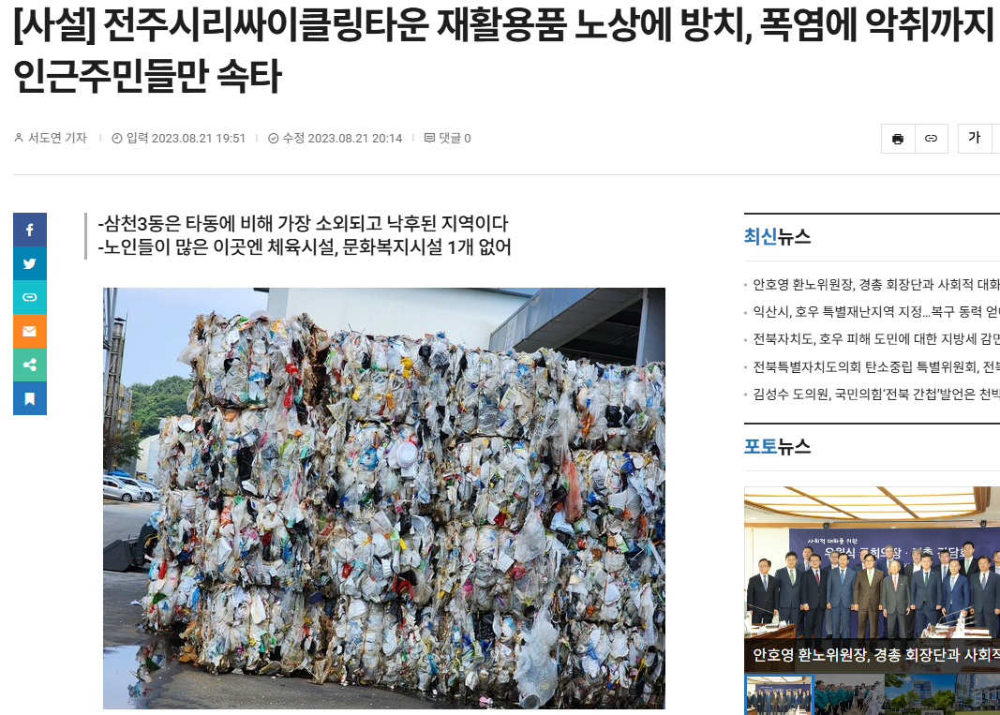 [사설] 전주시리싸이클링타운 재활용품 노상에 방치, 폭염에 악취까지
인근주민들만 속타
서도연 기자 입력 2023.08.21 19:51 수정 2023.08.21 20:14 댓글 0
가
-삼천3동은 타동에 비해 가장 소외되고 낙후된 지역이다
-노인들이 많은 이곳엔 체육시설, 문화복지시설 1개 없어
최신뉴스
안호영 환노위원장, 경총 회장단과 사회적 대화
익산시, 호우 특별재난지역 지정...복구 동력 얻
전북자치도, 호우 피해 도민에 대한 지방세 감면
전북특별자치도의회 탄소중립 특별위원회, 전북
김성수 도의원, 국민의힘‘전북 간첩’발언은 천박
포토뉴스
사회적 대화를 위한
안호영 환노위원장, 경총 회장단과 사회적